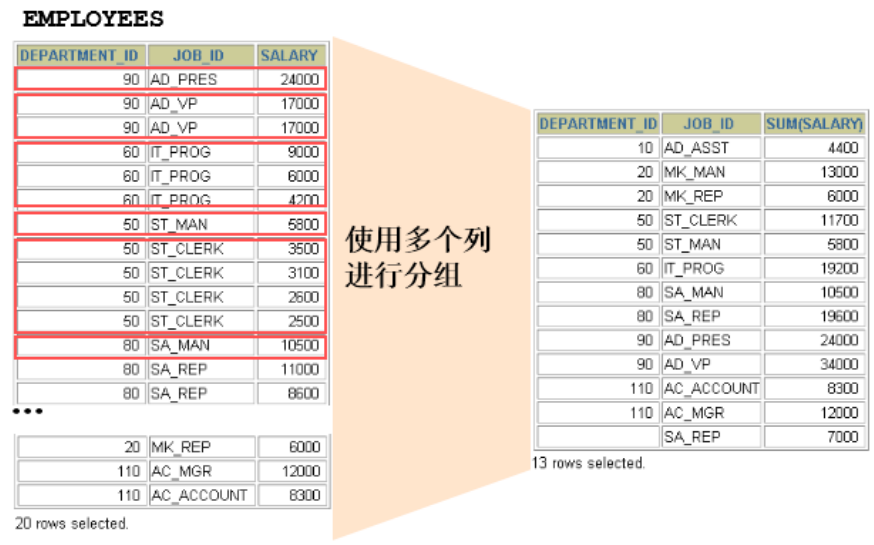 EMPLOYEES
DEPARTMENT_ID JOB_ID SALARY
90 AD_PRES 24000
90 AD_VP 17000
90 AD_VP 17000
60 IT_PROG 9000
60 IT_PROG 6000
60 IT_PROG 4200
50 ST_MAN 5800
50 ST_CLERK 3500
50 ST_CLERK 3100
50 ST_CLERK 2600
50 ST_CLERK 2500
80 SA_MAN 10500
80 SA_REP 11000
80 SA_REP 8600
•••
20 MK_REP 6000
110 AC_MGR 12000
110 AC_ACCOUNT 8300
20 rows selected.
使用多个列
进行分组
DEPARTMENT_ID JOB_ID SUM(SALARY)
10 AD_ASST 4400
20 MK_MAN 13000
20 MK_REP 6000
50 ST_CLERK 11700
50 ST_MAN 5800
60 IT_PROG 19200
80 SA_MAN 10500
80 SA_REP 19600
90 AD_PRES 24000
90 AD_VP 34000
110 AC_ACCOUNT 8300
110 AC_MGR 12000
SA_REP 7000
13 rows selected.